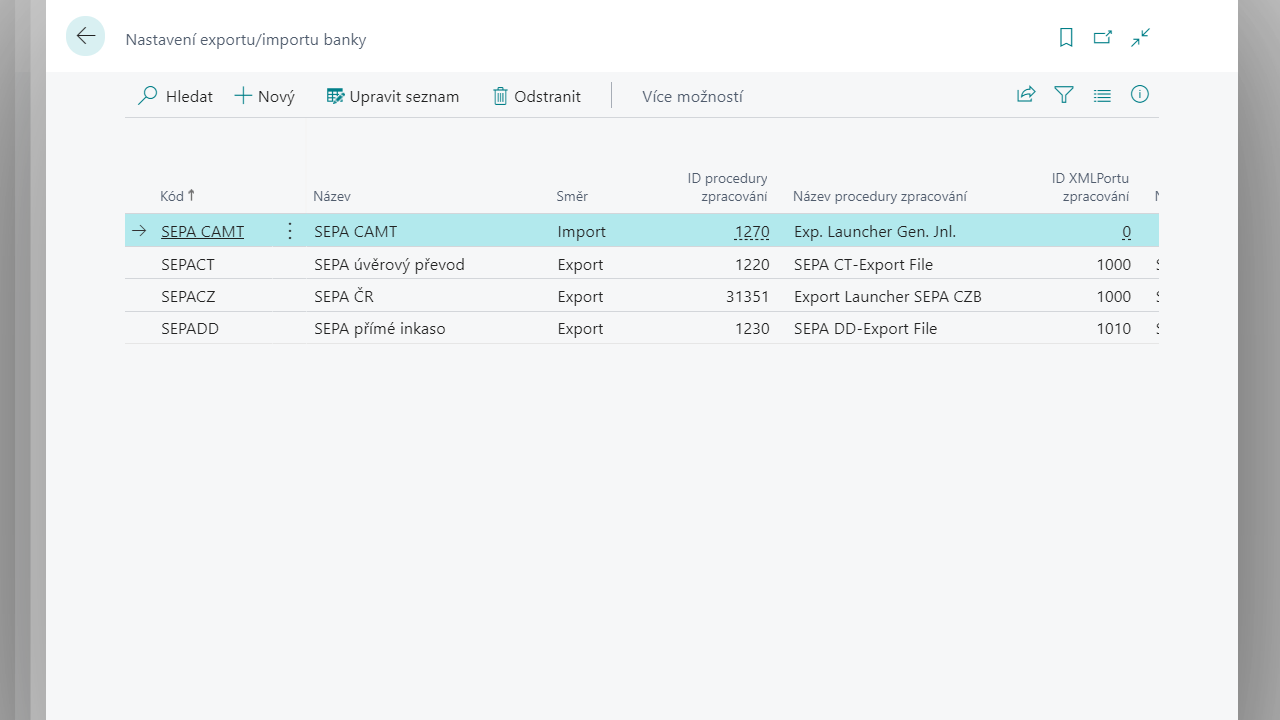 Nastavení exportu/importu banky
Hledat Nový Upravit seznam Odstranit Více možností
Kód Název Směr ID procedury zpracování Název procedury zpracování ID XMLPortu zpracování
SEPA CAMT SEPA CAMT Import 1270 Exp. Launcher Gen. Jnl. 0
SEPACT SEPA úvěrový převod Export 1220 SEPA CT-Export File 1000
SEPACZ SEPA ČR Export 31351 Export Launcher SEPA CZB 1000
SEPADD SEPA přímé inkaso Export 1230 SEPA DD-Export File 1010